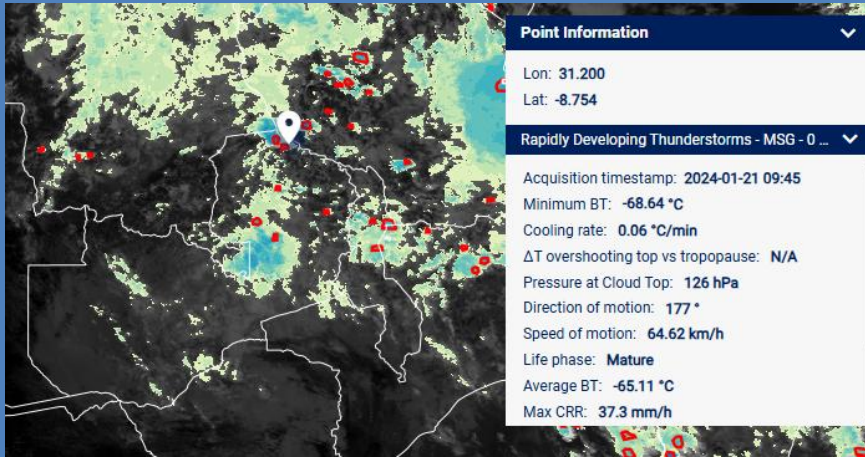 Point Information
Lon: 31.200
Lat: -8.754
Rapidly Developing Thunderstorms - MSG - 0 ...
Acquisition timestamp: 2024-01-21 09:45
Minimum BT: -68.64 °C
Cooling rate: 0.06 °C/min
ΔT overshooting top vs tropopause: N/A
Pressure at Cloud Top: 126 hPa
Direction of motion: 177 °
Speed of motion: 64.62 km/h
Life phase: Mature
Average BT: -65.11 °C
Max CRR: 37.3 mm/h